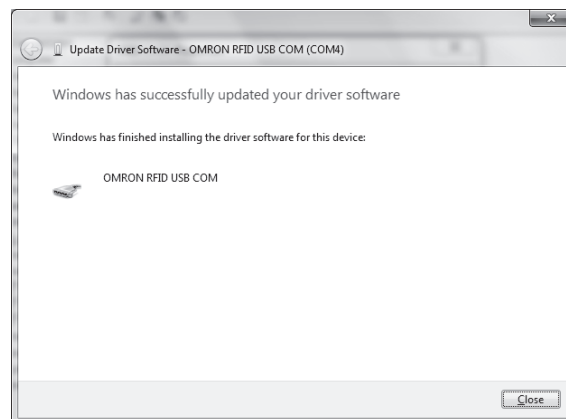 Update Driver Software - OMRON RFID USB COM (COM4)
Windows has successfully updated your driver software
Windows has finished installing the driver software for this device:
OMRON RFID USB COM
Close